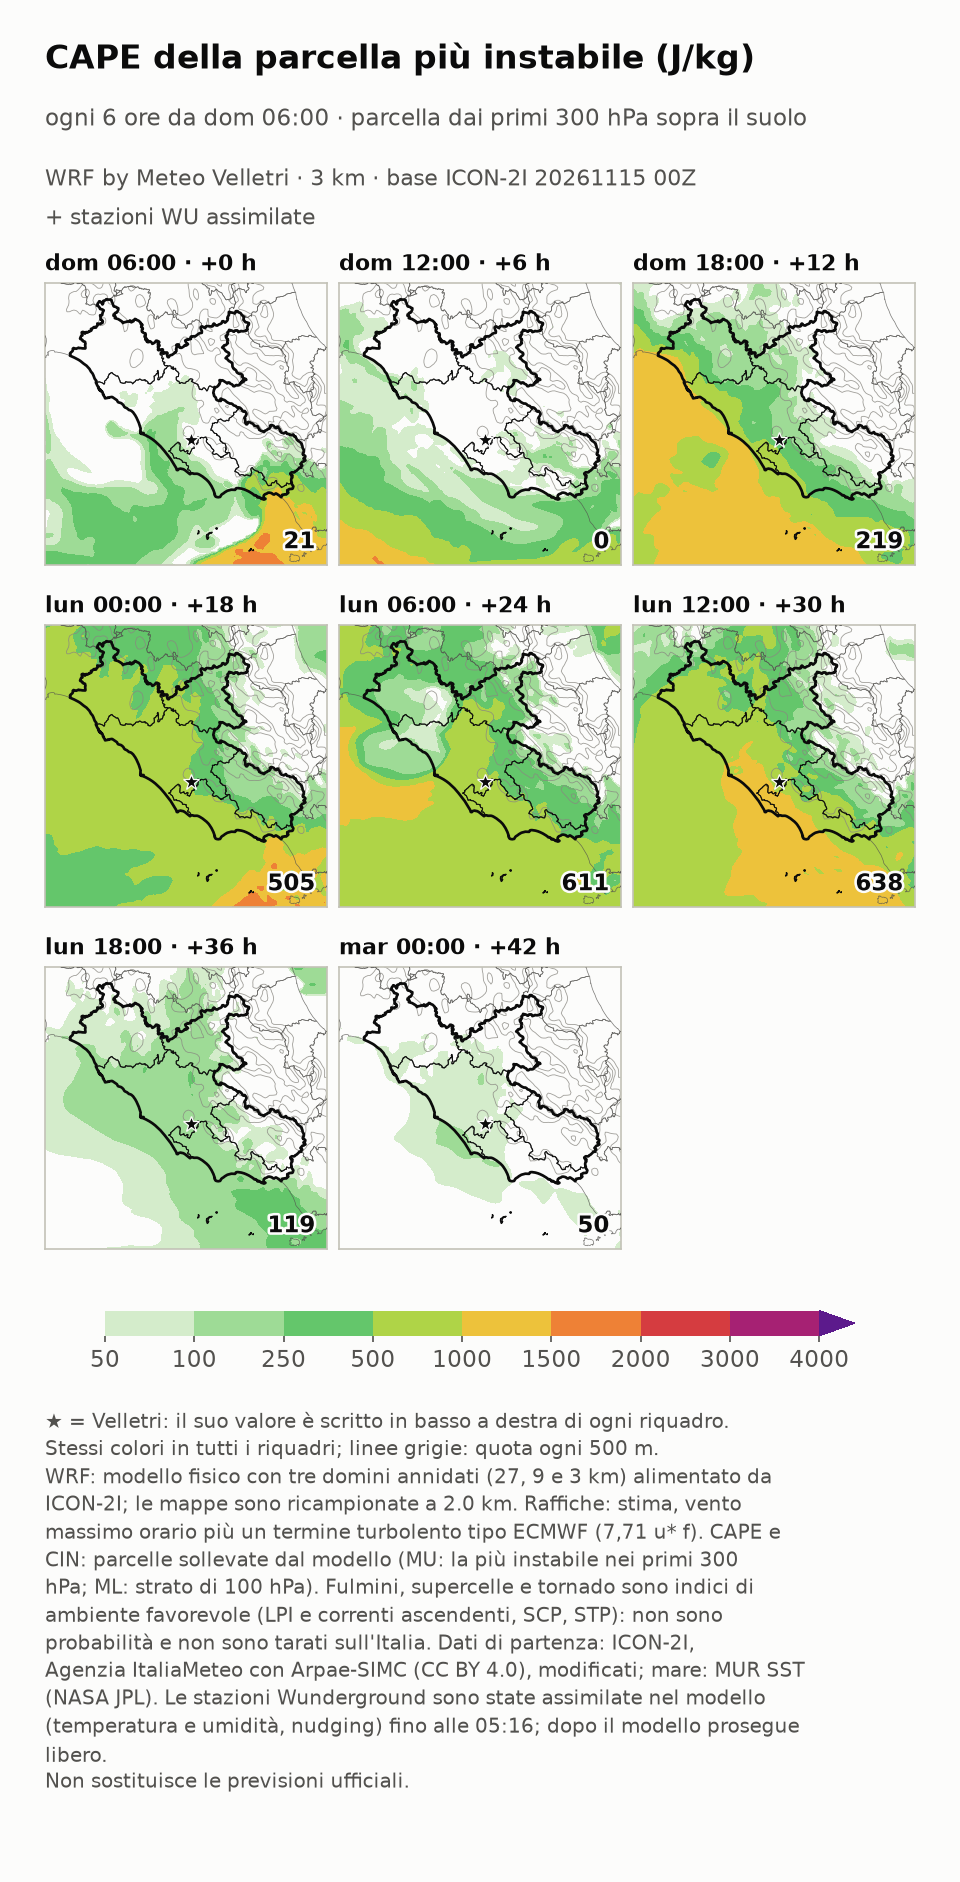 CAPE della parcella più instabile (J/kg)
ogni 6 ore da dom 06:00 · parcella dai primi 300 hPa sopra il suolo
WRF by Meteo Velletri · 3 km · base ICON-2I 20261115 00Z
+ stazioni WU assimilate
dom 06:00 · +0 h
dom 12:00 · +6 h
dom 18:00 · +12 h
21
0
219
lun 00:00 · +18 h
lun 06:00 · +24 h
lun 12:00 · +30 h
505
611
638
lun 18:00 · +36 h
mar 00:00 · +42 h
119
50
50 100 250 500 1000 1500 2000 3000 4000
★ = Velletri: il suo valore è scritto in basso a destra di ogni riquadro.
Stessi colori in tutti i riquadri; linee grigie: quota ogni 500 m.
WRF: modello fisico con tre domini annidati (27, 9 e 3 km) alimentato da
ICON-2I; le mappe sono ricampionate a 2.0 km. Raffiche: stima, vento
massimo orario più un termine turbolento tipo ECMWF (7,71 u* f). CAPE e
CIN: parcelle sollevate dal modello (MU: la più instabile nei primi 300
hPa; ML: strato di 100 hPa). Fulmini, supercelle e tornado sono indici di
ambiente favorevole (LPI e correnti ascendenti, SCP, STP): non sono
probabilità e non sono tarati sull'Italia. Dati di partenza: ICON-2I,
Agenzia ItaliaMeteo con Arpae-SIMC (CC BY 4.0), modificati; mare: MUR SST
(NASA JPL). Le stazioni Wunderground sono state assimilate nel modello
(temperatura e umidità, nudging) fino alle 05:16; dopo il modello prosegue
libero.
Non sostituisce le previsioni ufficiali.